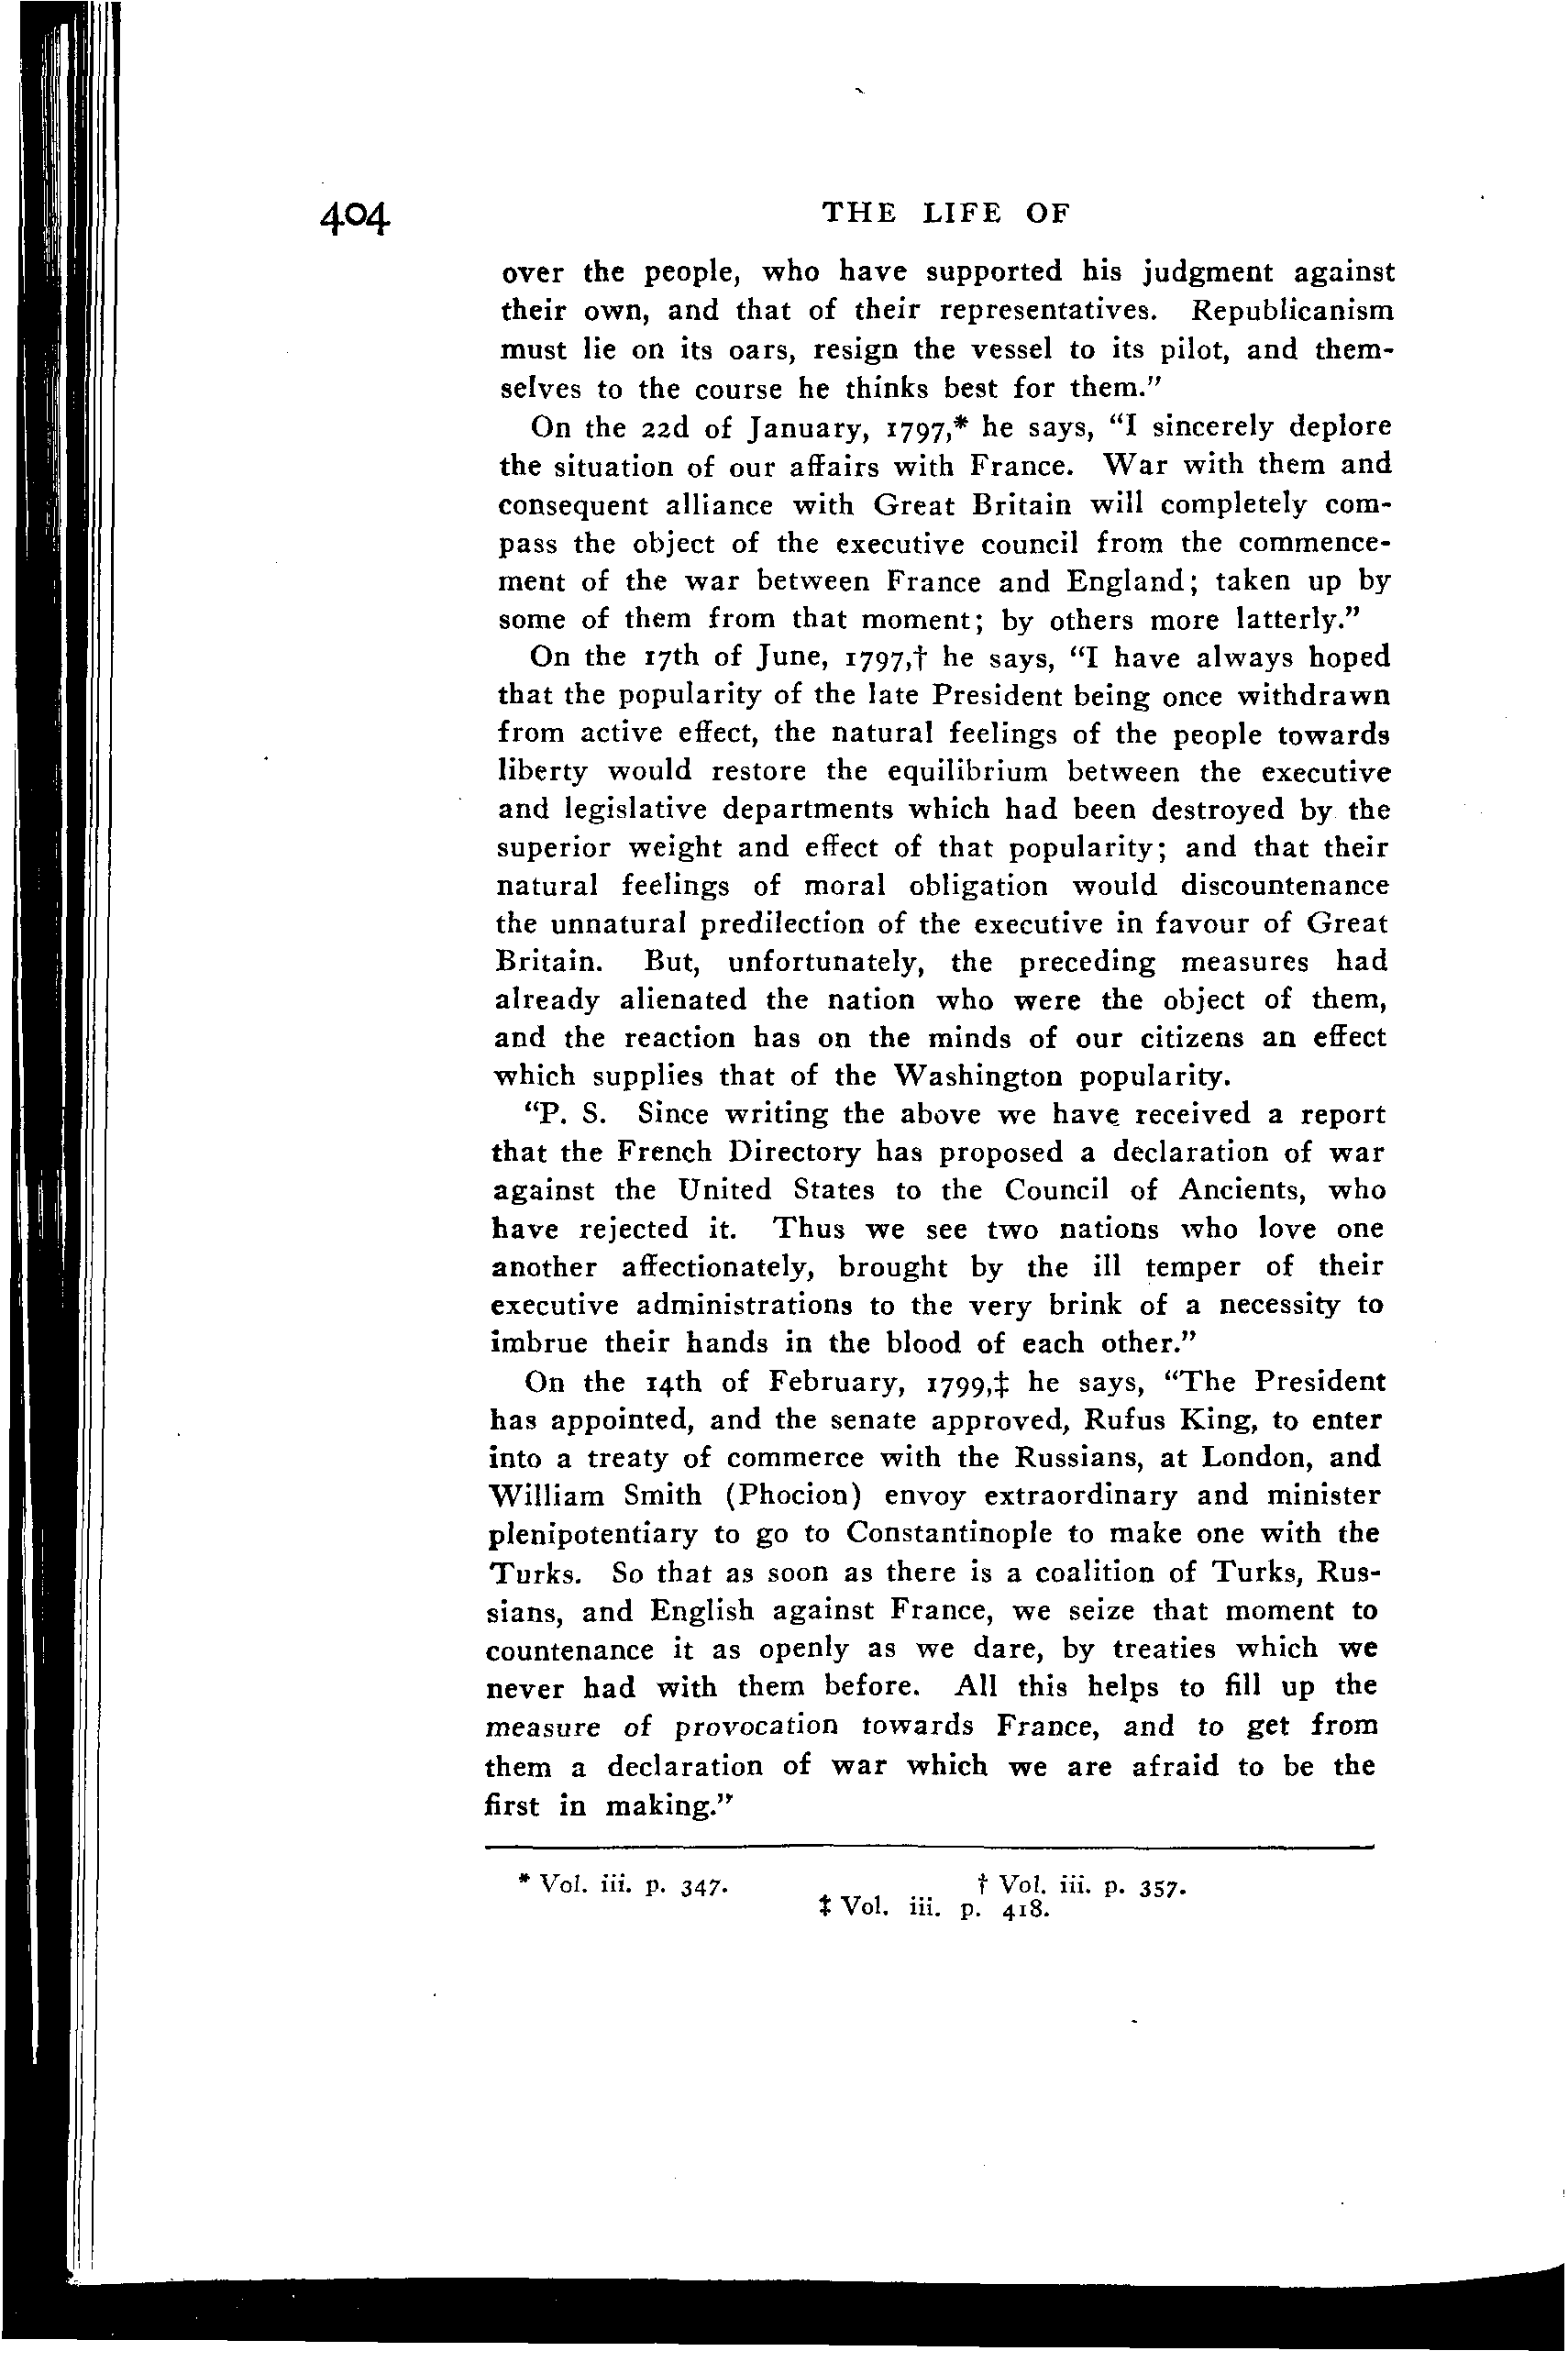 404 THE LIFE OF
over the people, who have supported his judgment against
their own, and that of their representatives. Republicanism
must lie on its oars, resign the vessel to its pilot, and them-
selves to the course he thinks best for them."
On the 22d of January, 1797,* he says, “I sincerely deplore
the situation of our affairs with France. War with them and
consequent alliance with Great Britain will completely com-
pass the object of the executive council from the commence-
ment of the war between France and England; taken up by
some of them from that moment; by others more latterly.”
On the 17th of June, 1797,† he says, “I have always hoped
that the popularity of the late President being once withdrawn
from active effect, the natural feelings of the people towards
liberty would restore the equilibrium between the executive
and legislative departments which had been destroyed by the
superior weight and effect of that popularity; and that their
natural feelings of moral obligation would discountenance
the unnatural predilection of the executive in favour of Great
Britain. But, unfortunately, the preceding measures had
already alienated the nation who were the object of them,
and the reaction has on the minds of our citizens an effect
which supplies that of the Washington popularity.
“P. S. Since writing the above we have received a report
that the French Directory has proposed a declaration of war
against the United States to the Council of Ancients, who
have rejected it. Thus we see two nations who love one
another affectionately, brought by the ill temper of their
executive administrations to the very brink of a necessity to
imbrue their hands in the blood of each other.”
On the 14th of February, 1799,‡ he says, “The President
has appointed, and the senate approved, Rufus King, to enter
into a treaty of commerce with the Russians, at London, and
William Smith (Phocion) envoy extraordinary and minister
plenipotentiary to go to Constantinople to make one with the
Turks. So that as soon as there is a coalition of Turks, Rus-
sians, and English against France, we seize that moment to
countenance it as openly as we dare, by treaties which we
never had with them before. All this helps to fill up the
measure of provocation towards France, and to get from
them a declaration of war which we are afraid to be the
first in making.”
* Vol. iii. p. 347. † Vol. iii. p. 357.
‡ Vol. iii. p. 418.